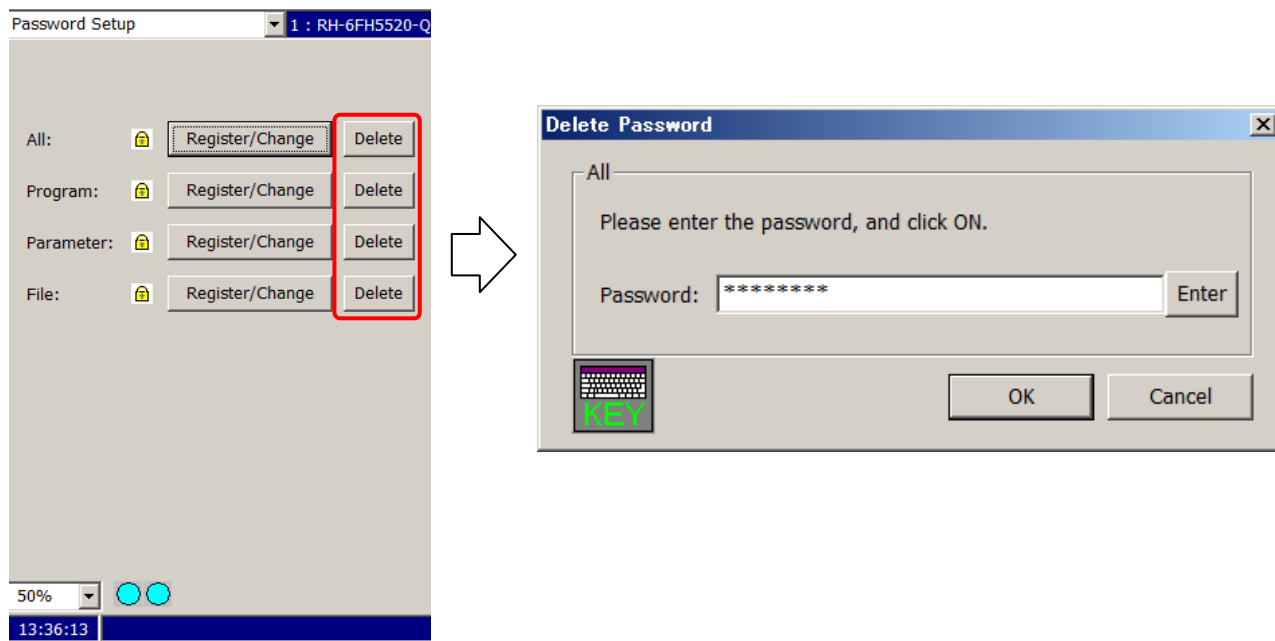 Password Setup
1 : RH-6FH5520-Q
All: Register/Change Delete
Program: Register/Change Delete
Parameter: Register/Change Delete
File: Register/Change Delete
50%
13:36:13
Delete Password
All
Please enter the password, and click ON.
Password: ******** Enter
KEY
OK Cancel